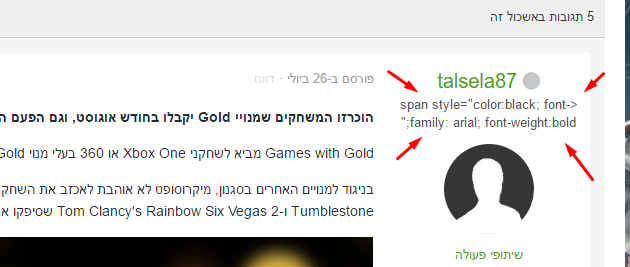 5 תגובות באשכול זה
talsela87
span style="color:black; font->
";family: arial; font-weight:bold
שיתופי פעולה
פורסם ב-26 ביולי · דווח
הוכרזו המשחקים שמנויי Gold יקבלו בחודש אוגוסט, וגם הפעם ה
Games with Gold מביא לשחקני Xbox One או 360 בעלי מנוי Gold
בניגוד למנויים האחרים בסגנון, מיקרוסופט לא אוהבת לאכזב את השחק
Tumblestone ו-Tom Clancy's Rainbow Six Vegas 2 שסיפקו א